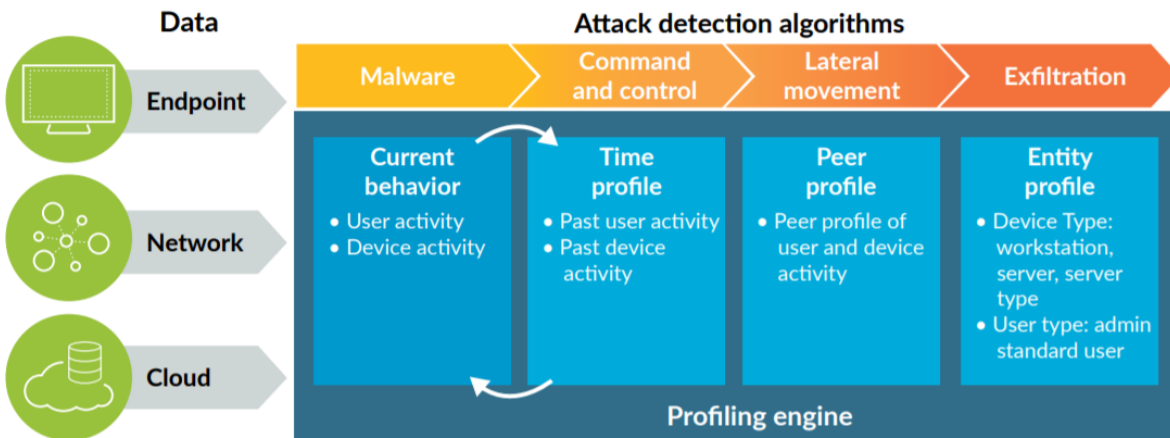 Data
Endpoint
Network
Cloud
Attack detection algorithms
Malware
Command
and control
Lateral
movement
Exfiltration
Current
behavior
• User activity
• Device activity
Time
profile
• Past user activity
• Past device
activity
Peer
profile
• Peer profile of
user and device
activity
Entity
profile
• Device Type:
workstation,
server, server
type
• User type: admin
standard user
Profiling engine